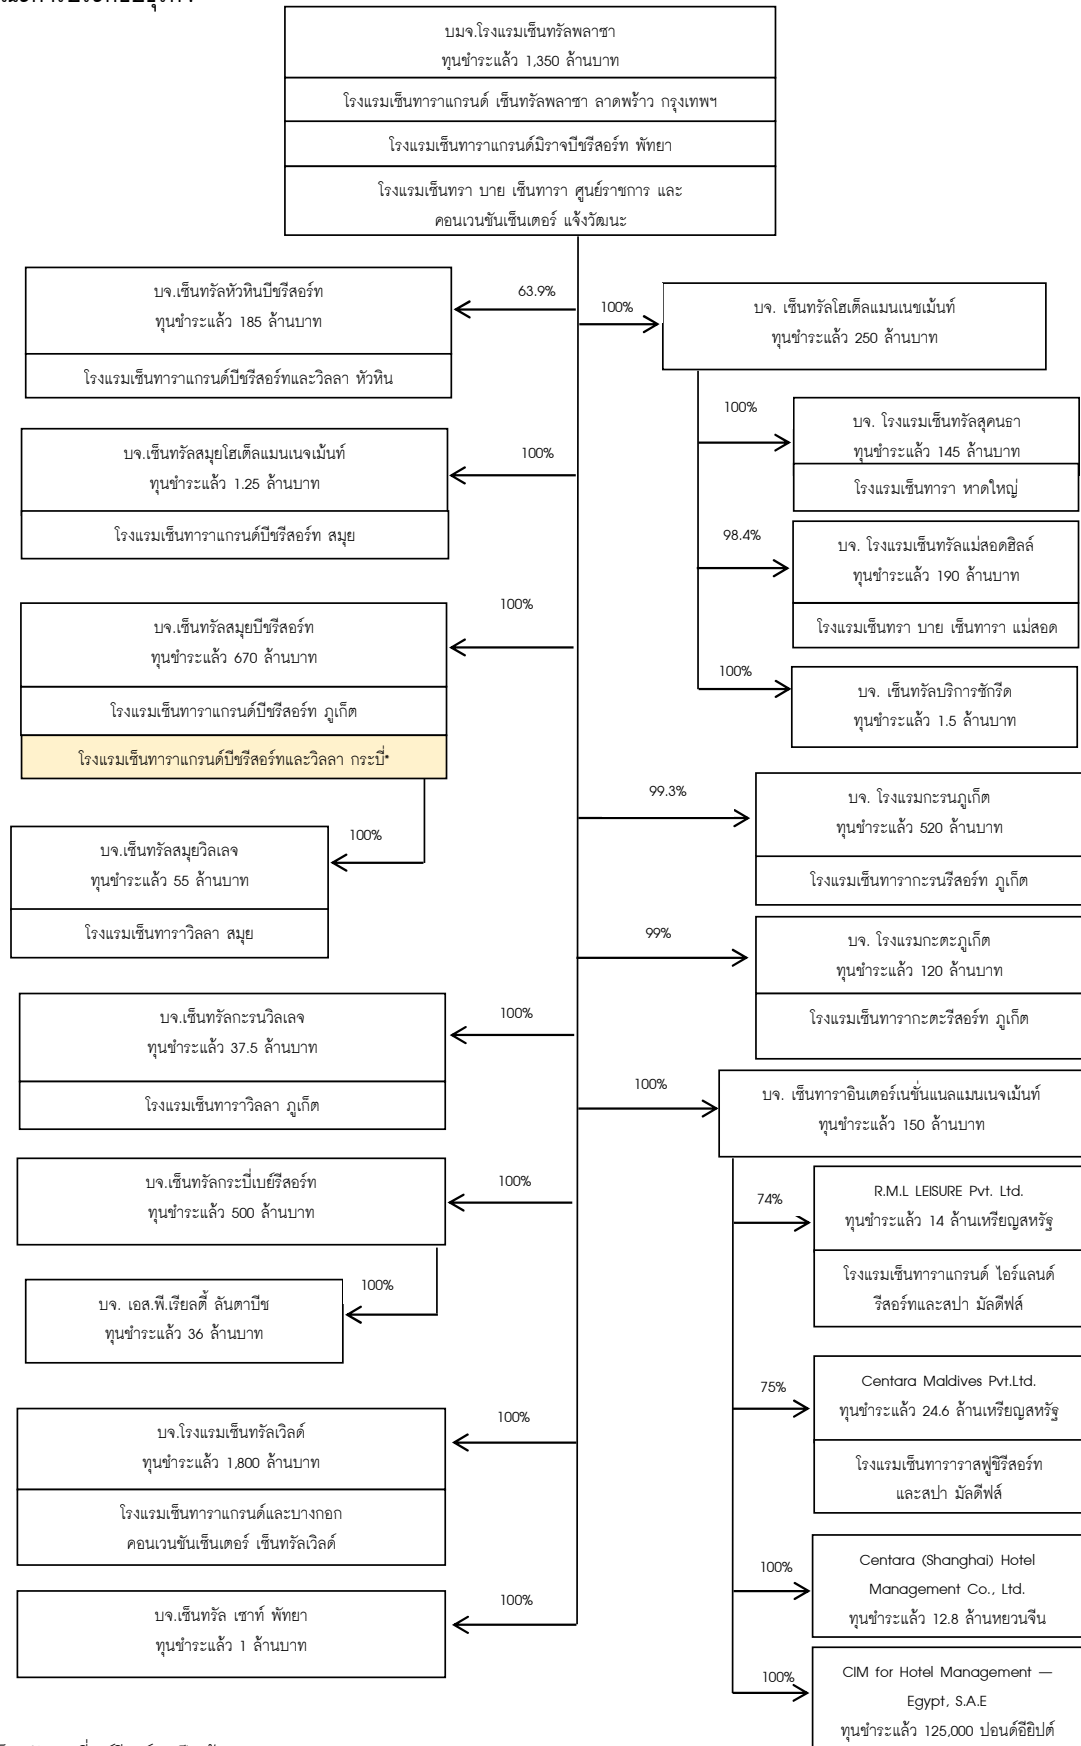 บมจ.โรงแรมเซ็นทรัลพลาซา
ทุนชำระแล้ว 1,350 ล้านบาท
โรงแรมเซ็นทาราแกรนด์ เซ็นทรัลพลาซา ลาดพร้าว กรุงเทพฯ
โรงแรมเซ็นทาราแกรนด์มิราจบีชรีสอร์ท พัทยา
โรงแรมเซ็นทรา บาย เซ็นทารา ศูนย์ราชการ และ
คอนเวนชันเซ็นเตอร์ แจ้งวัฒนะ
บจ.เซ็นทรัลหัวหินบีชรีสอร์ท
ทุนชำระแล้ว 185 ล้านบาท
โรงแรมเซ็นทาราแกรนด์บีชรีสอร์ทและวิลลา หัวหิน
63.9%
100%
บจ. เซ็นทรัลโฮเต็ลแมนเนชเม้นท์
ทุนชำระแล้ว 250 ล้านบาท
100%
บจ. โรงแรมเซ็นทรัลสุคนธา
ทุนชำระแล้ว 145 ล้านบาท
โรงแรมเซ็นทารา หาดใหญ่
บจ.เซ็นทรัลสมุยโฮเต็ลแมนเนจเม้นท์
ทุนชำระแล้ว 1.25 ล้านบาท
โรงแรมเซ็นทาราแกรนด์บีชรีสอร์ท สมุย
100%
98.4%
บจ. โรงแรมเซ็นทรัลแม่สอดฮิลล์
ทุนชำระแล้ว 190 ล้านบาท
โรงแรมเซ็นทรา บาย เซ็นทารา แม่สอด
บจ.เซ็นทรัลสมุยบีชรีสอร์ท
ทุนชำระแล้ว 670 ล้านบาท
โรงแรมเซ็นทาราแกรนด์บีชรีสอร์ท ภูเก็ต
โรงแรมเซ็นทาราแกรนด์บีชรีสอร์ทและวิลลา กระบี่*
100%
100%
บจ. เซ็นทรัลบริการซักรีด
ทุนชำระแล้ว 1.5 ล้านบาท
99.3%
บจ. โรงแรมกะรนภูเก็ต
ทุนชำระแล้ว 520 ล้านบาท
โรงแรมเซ็นทารากะรนรีสอร์ท ภูเก็ต
100%
บจ.เซ็นทรัลสมุยวิลเลจ
ทุนชำระแล้ว 55 ล้านบาท
โรงแรมเซ็นทาราวิลลา สมุย
99%
บจ. โรงแรมกะตะภูเก็ต
ทุนชำระแล้ว 120 ล้านบาท
โรงแรมเซ็นทารากะตะรีสอร์ท ภูเก็ต
บจ.เซ็นทรัลกะรนวิลเลจ
ทุนชำระแล้ว 37.5 ล้านบาท
โรงแรมเซ็นทาราวิลลา ภูเก็ต
100%
100%
บจ. เซ็นทาราอินเตอร์เนชั่นแนลแมนเนจเม้นท์
ทุนชำระแล้ว 150 ล้านบาท
บจ.เซ็นทรัลกระบี่เบย์รีสอร์ท
ทุนชำระแล้ว 500 ล้านบาท
100%
74%
R.M.L LEISURE Pvt. Ltd.
ทุนชำระแล้ว 14 ล้านเหรียญสหรัฐ
โรงแรมเซ็นทาราแกรนด์ ไอร์แลนด์
รีสอร์ทและสปา มัลดีฟส์
100%
บจ. เอส.พี.เรียลตี้ ลันตาบีช
ทุนชำระแล้ว 36 ล้านบาท
75%
Centara Maldives Pvt.Ltd.
ทุนชำระแล้ว 24.6 ล้านเหรียญสหรัฐ
โรงแรมเซ็นทาราราสฟูชิรีสอร์ท
และสปา มัลดีฟส์
บจ.โรงแรมเซ็นทรัลเวิลด์
ทุนชำระแล้ว 1,800 ล้านบาท
โรงแรมเซ็นทาราแกรนด์และบางกอก
คอนเวนชันเซ็นเตอร์ เซ็นทรัลเวิลด์
100%
100%
Centara (Shanghai) Hotel
Management Co., Ltd.
ทุนชำระแล้ว 12.8 ล้านหยวนจีน
บจ.เซ็นทรัล เซาท์ พัทยา
ทุนชำระแล้ว 1 ล้านบาท
100%
100%
CIM for Hotel Management –
Egypt, S.A.E
ทุนชำระแล้ว 125,000 ปอนด์อียิปต์